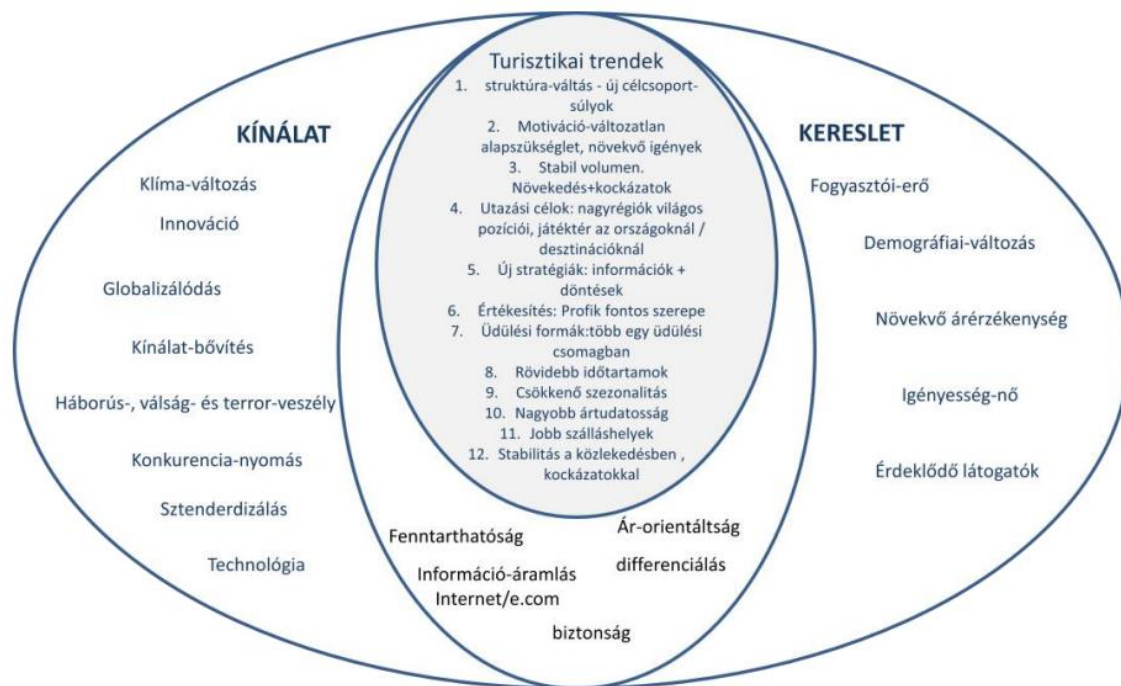 Turisztikai trendek
1. struktúra-váltás - új célcsoport-
súlyok
2. Motiváció-változatlan
alapszükséglet, növekvő igények
3. Stabil volumen.
Növekedés+kockázatok
4. Utazási célok: nagyrégiók világos
pozíciói, játéktér az országoknál /
desztinációknál
5. Új stratégiák: információk +
döntések
6. Értékesítés: Profik fontos szerepe
7. Üdülési formák:több egy üdülési
csomagban
8. Rövidebb időtartamok
9. Csökkenő szezonalitás
10. Nagyobb ártudatosság
11. Jobb szálláshelyek
12. Stabilitás a közlekedésben ,
kockázatokkal
KÍNÁLAT
Klíma-változás
Innováció
Globalizálódás
Kínálat-bővítés
Háborús-, válság- és terror-veszély
Konkurencia-nyomás
Sztenderdizálás
Technológia
KERESLET
Fogyasztói-erő
Demográfiai-változás
Növekvő árérzékenység
Igényesség-nő
Érdeklődő látogatók
Fenntarthatóság
Ár-orientáltság
differenciálás
Információ-áramlás
Internet/e.com
biztonság